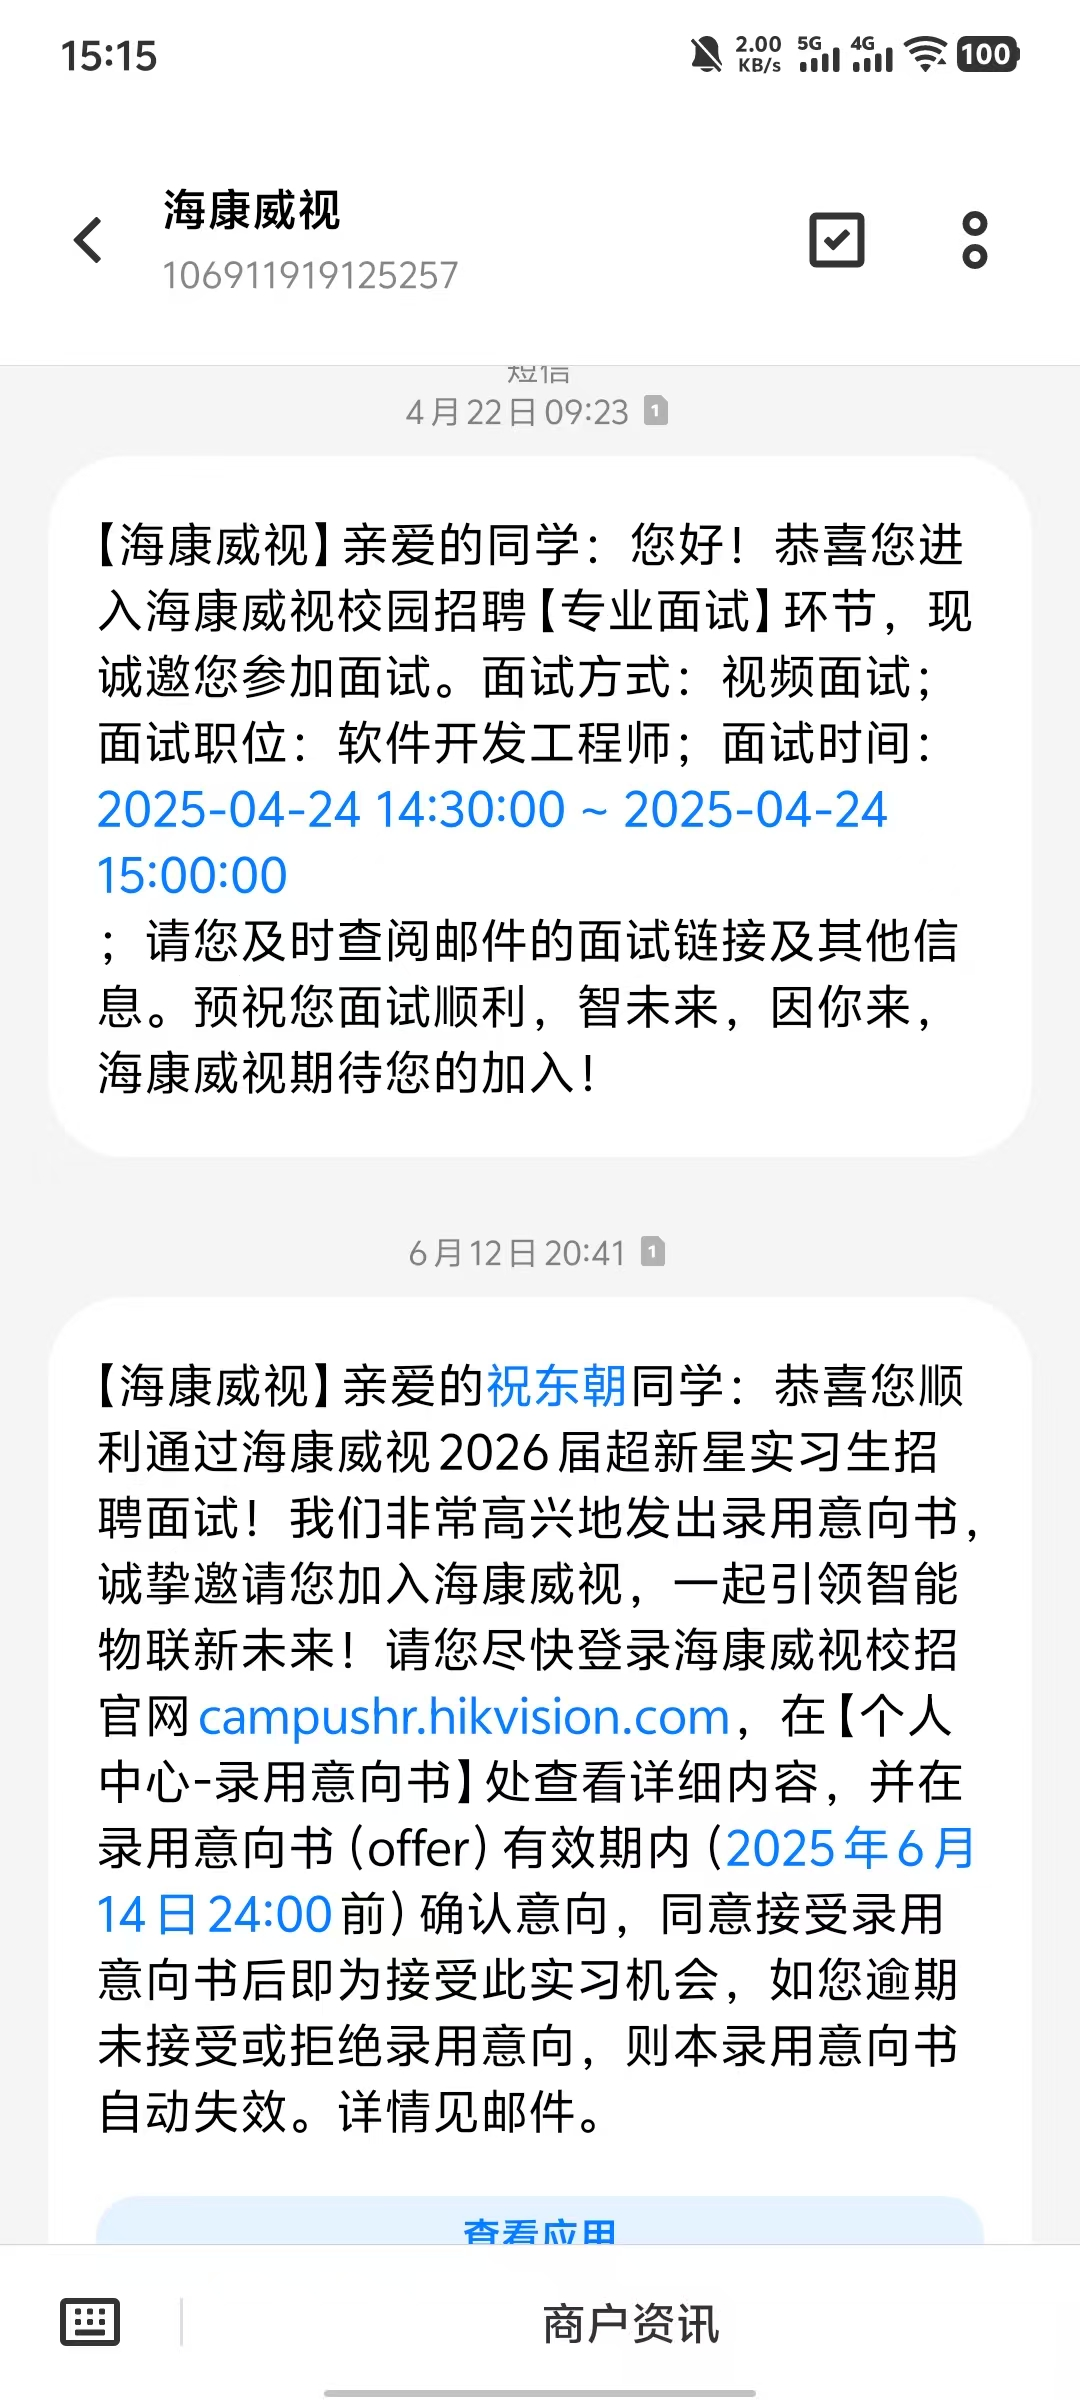 15:15
2.00 KB/s 5G 4G 100
海康威视
106911919125257
短信
4月22日 09:23 1
【海康威视】亲爱的同学：您好！恭喜您进
入海康威视校园招聘【专业面试】环节，现
诚邀您参加面试。面试方式：视频面试；
面试职位：软件开发工程师；面试时间：
2025-04-24 14:30:00 ~ 2025-04-24
15:00:00
；请您及时查阅邮件的面试链接及其他信
息。预祝您面试顺利，智未来，因你来，
海康威视期待您的加入！
6月12日 20:41 1
【海康威视】亲爱的祝东朝同学：恭喜您顺
利通过海康威视2026届超新星实习生招
聘面试！我们非常高兴地发出录用意向书，
诚挚邀请您加入海康威视，一起引领智能
物联新未来！请您尽快登录海康威视校招
官网campushr.hikvision.com，在【个人
中心-录用意向书】处查看详细内容，并在
录用意向书（offer）有效期内（2025年6月
14日24:00前）确认意向，同意接受录用
意向书后即为接受此实习机会，如您逾期
未接受或拒绝录用意向，则本录用意向书
自动失效。详情见邮件。
查看应用
商户资讯